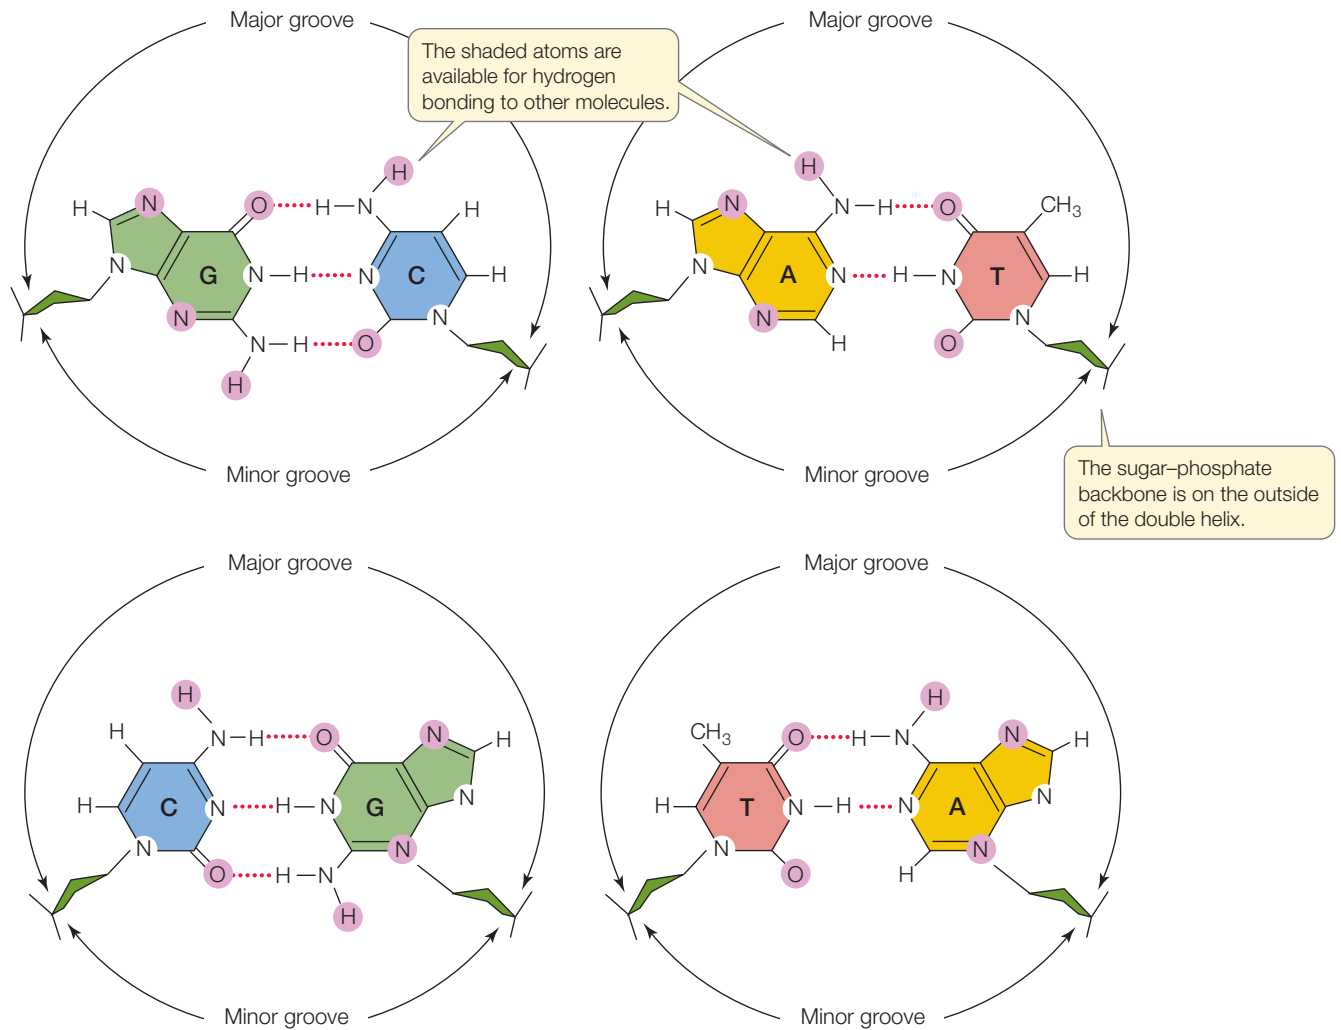 Major groove
Major groove
The shaded atoms are
available for hydrogen
bonding to other molecules.
H
H
H N O H N H
H N H O CH₃
N G N H N C H
N A N H N T H
N N H O N
N H O N
H
Minor groove
Minor groove
The sugar–phosphate
backbone is on the outside
of the double helix.
Major groove
Major groove
H
H
H N H O N H
CH₃ O H N N H
H C N H N G N
H T N H N A N
N O H N N
N O H N
H
Minor groove
Minor groove